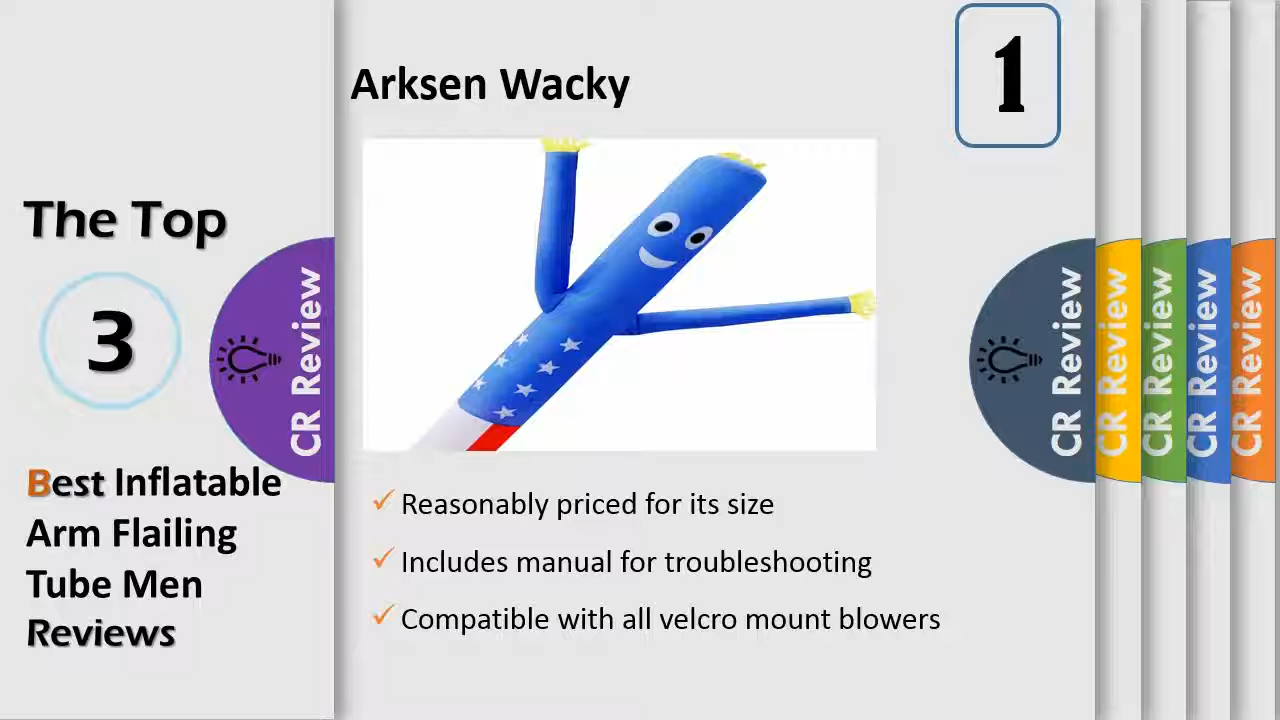 The Top
3
Best Inflatable
Arm Flailing
Tube Men
Reviews
CR Review
Arksen Wacky
1
Reasonably priced for its size
Includes manual for troubleshooting
Compatible with all velcro mount blowers
CR Review
CR Review
CR Review
CR Review
CR Review